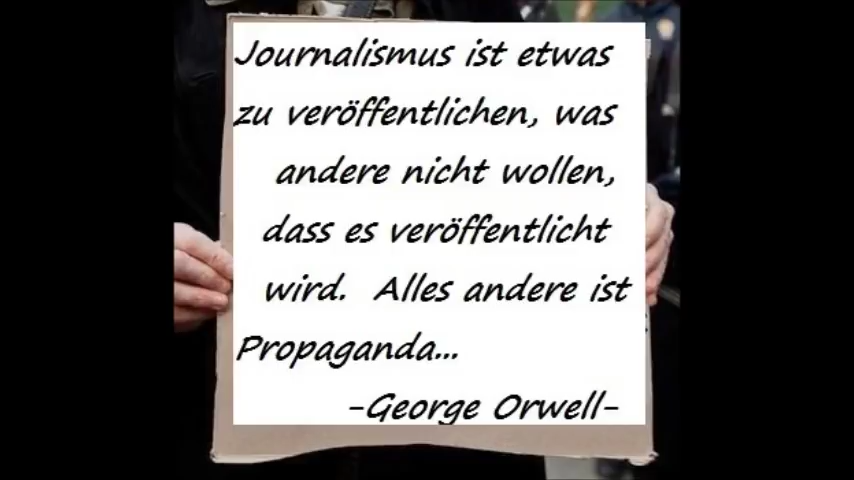 Journalismus ist etwas
zu veröffentlichen, was
andere nicht wollen,
dass es veröffentlicht
wird. Alles andere ist
Propaganda...
-George Orwell-